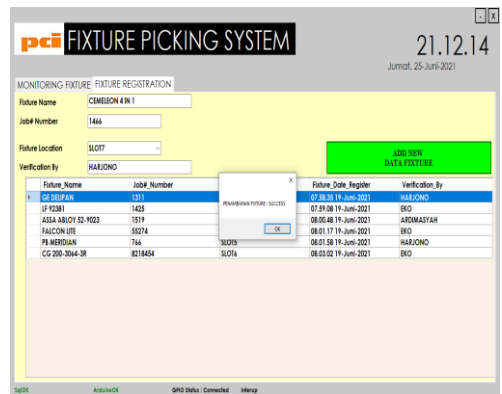 - X
pci FIXTURE PICKING SYSTEM
21.12.14
Jumat, 25-Juni-2021
MONITORING FIXTURE FIXTURE REGISTRATION
Fixture Name CEMELEON 4 IN 1
Job# Number 1466
Fixture Location SLOT7
Verification By HARJONO
ADD NEW
DATA FIXTURE
Fixture_Name Job#_Number Fixture_Date_Register Verification_By
GE DEUPAN 1311 07.58.35 19-Juni-2021 HARJONO
LF 92381 1425 07.59.08 19-Juni-2021 EKO
ASSA ABLOY 52-9023 1519 08.00.48 19-Juni-2021 ARDIMASYAH
FALCON LITE 55274 08.01.17 19-Juni-2021 EKO
PB MERIDIAN 766 SLOT5 08.01.58 19-Juni-2021 HARJONO
CG 200-3064-3R 8218454 SLOT6 08.03.02 19-Juni-2021 EKO
X
PENAMBAHAN FIXTURE : SUCCESS
OK
SqlOK ArduinoOK GPIO Status : Connected Interup